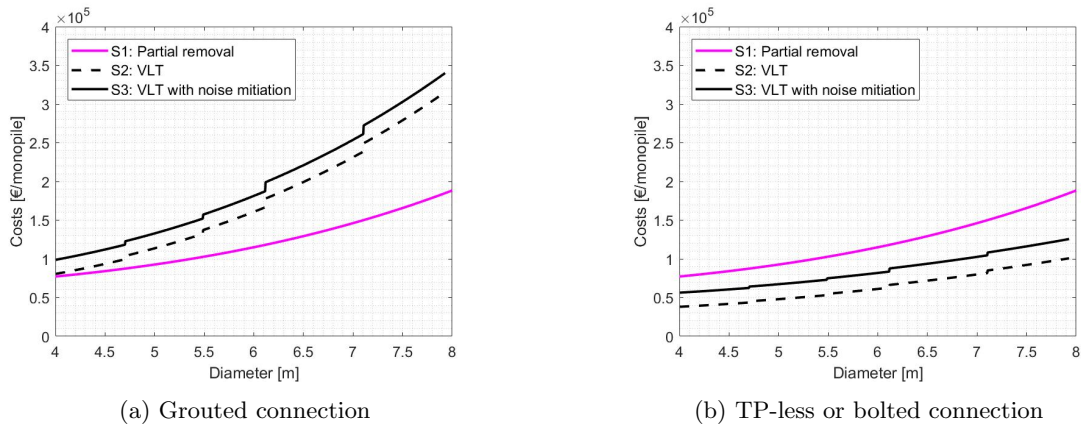 ×10⁵
4
3.5
3
2.5
2
1.5
1
0.5
0
Costs [€/monopile]
S1: Partial removal
S2: VLT
S3: VLT with noise mitiation
4 4.5 5 5.5 6 6.5 7 7.5 8
Diameter [m]
(a) Grouted connection
×10⁵
4
3.5
3
2.5
2
1.5
1
0.5
0
Costs [€/monopile]
S1: Partial removal
S2: VLT
S3: VLT with noise mitiation
4 4.5 5 5.5 6 6.5 7 7.5 8
Diameter [m]
(b) TP-less or bolted connection